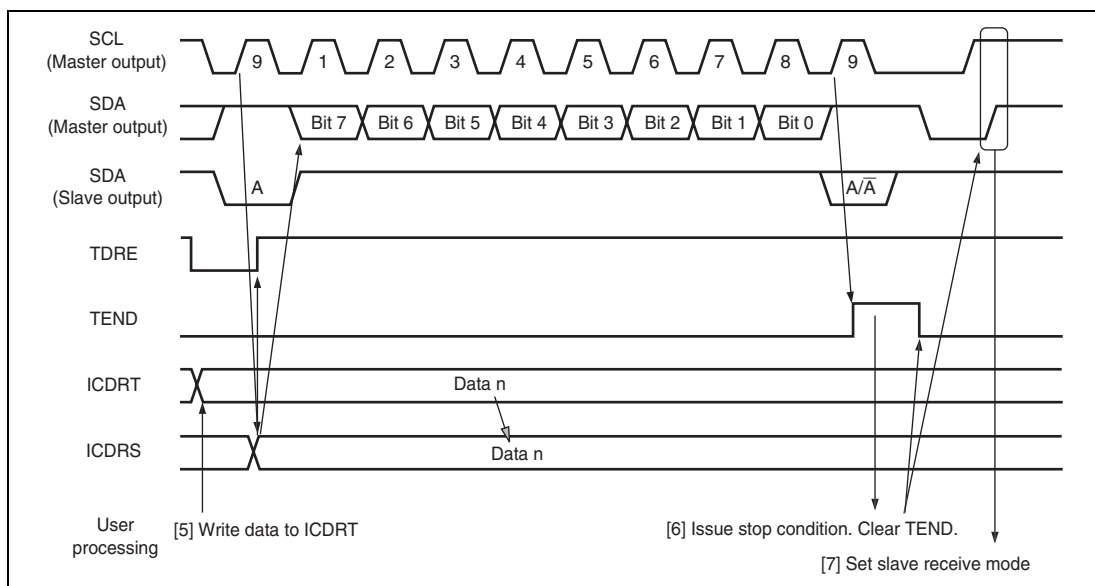 SCL
(Master output)
9 1 2 3 4 5 6 7 8 9
SDA
(Master output)
Bit 7 Bit 6 Bit 5 Bit 4 Bit 3 Bit 2 Bit 1 Bit 0
SDA
(Slave output)
A A/A̅
TDRE
TEND
ICDRT
Data n
ICDRS
Data n
User
processing
[5] Write data to ICDRT
[6] Issue stop condition. Clear TEND.
[7] Set slave receive mode